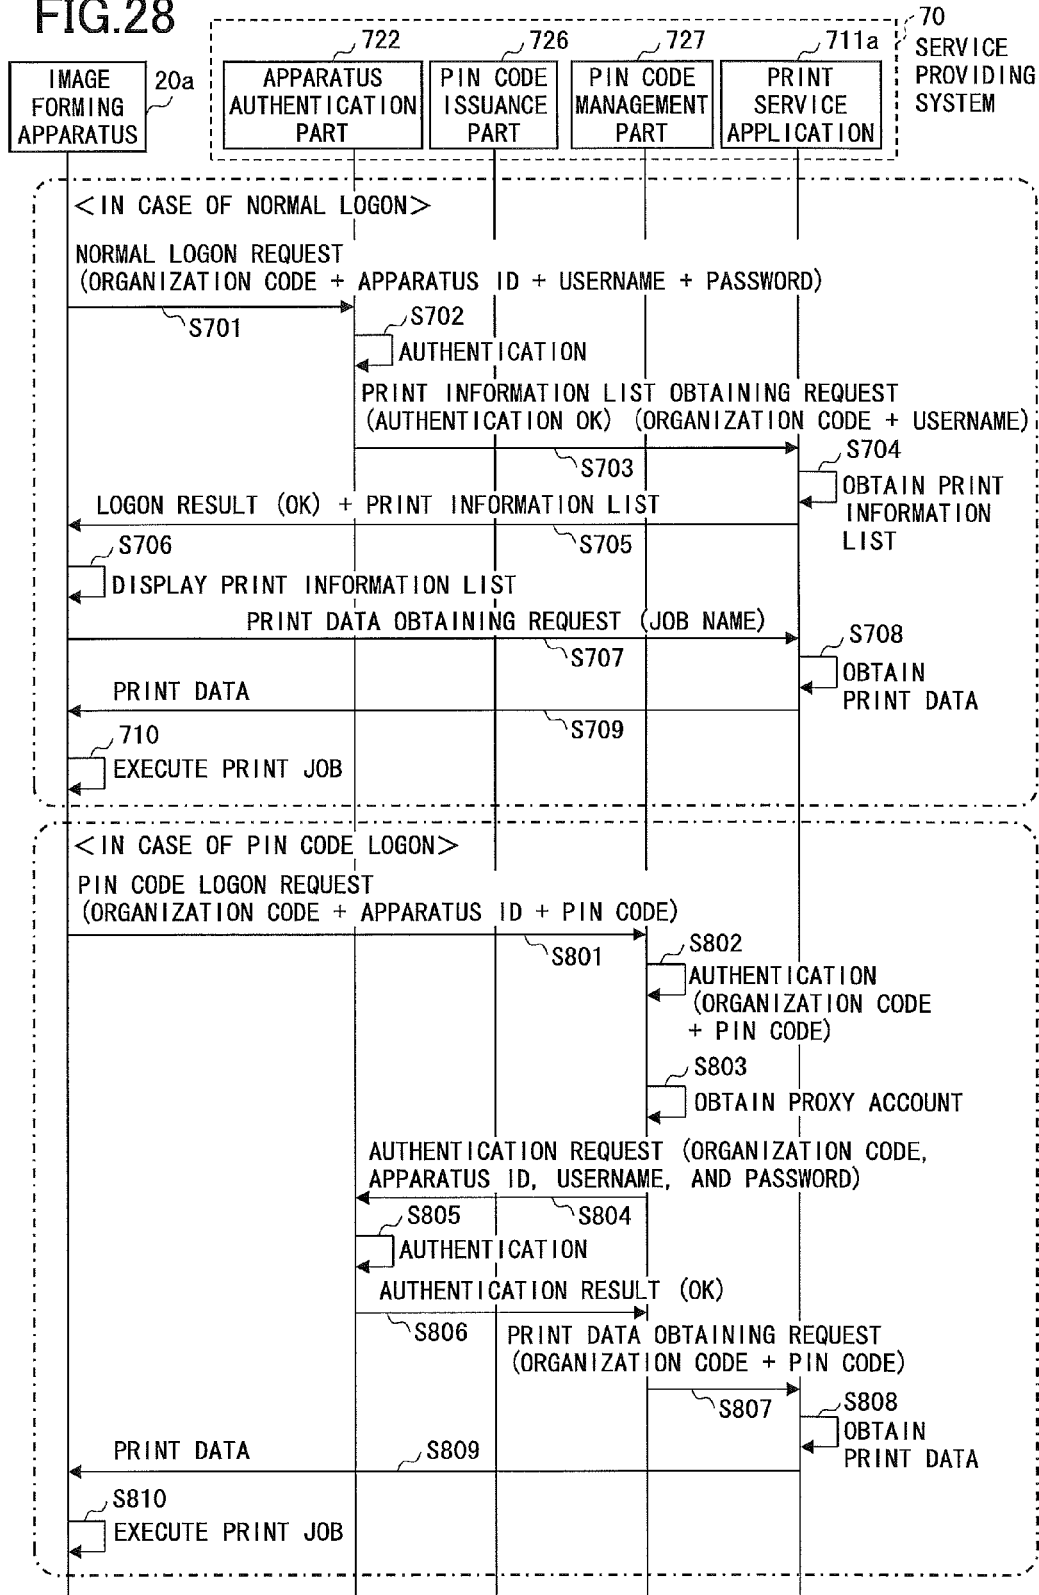 FIG.28
70
SERVICE
PROVIDING
SYSTEM
722
726
727
711a
IMAGE
FORMING
APPARATUS
20a
APPARATUS
AUTHENTICATION
PART
PIN CODE
ISSUANCE PART
PIN CODE
MANAGEMENT
PART
PRINT
SERVICE
APPLICATION
<IN CASE OF NORMAL LOGON>
NORMAL LOGON REQUEST
(ORGANIZATION CODE + APPARATUS ID + USERNAME + PASSWORD)
S701
S702
AUTHENTICATION
PRINT INFORMATION LIST OBTAINING REQUEST
(AUTHENTICATION OK) (ORGANIZATION CODE + USERNAME)
S703
S704
OBTAIN PRINT
INFORMATION
LIST
LOGON RESULT (OK) + PRINT INFORMATION LIST
S705
S706
DISPLAY PRINT INFORMATION LIST
PRINT DATA OBTAINING REQUEST (JOB NAME)
S707
S708
OBTAIN
PRINT DATA
PRINT DATA
S709
710
EXECUTE PRINT JOB
<IN CASE OF PIN CODE LOGON>
PIN CODE LOGON REQUEST
(ORGANIZATION CODE + APPARATUS ID + PIN CODE)
S801
S802
AUTHENTICATION
(ORGANIZATION CODE
+ PIN CODE)
S803
OBTAIN PROXY ACCOUNT
AUTHENTICATION REQUEST (ORGANIZATION CODE,
APPARATUS ID, USERNAME, AND PASSWORD)
S804
S805
AUTHENTICATION
AUTHENTICATION RESULT (OK)
S806
PRINT DATA OBTAINING REQUEST
(ORGANIZATION CODE + PIN CODE)
S807
S808
OBTAIN
PRINT DATA
PRINT DATA
S809
S810
EXECUTE PRINT JOB